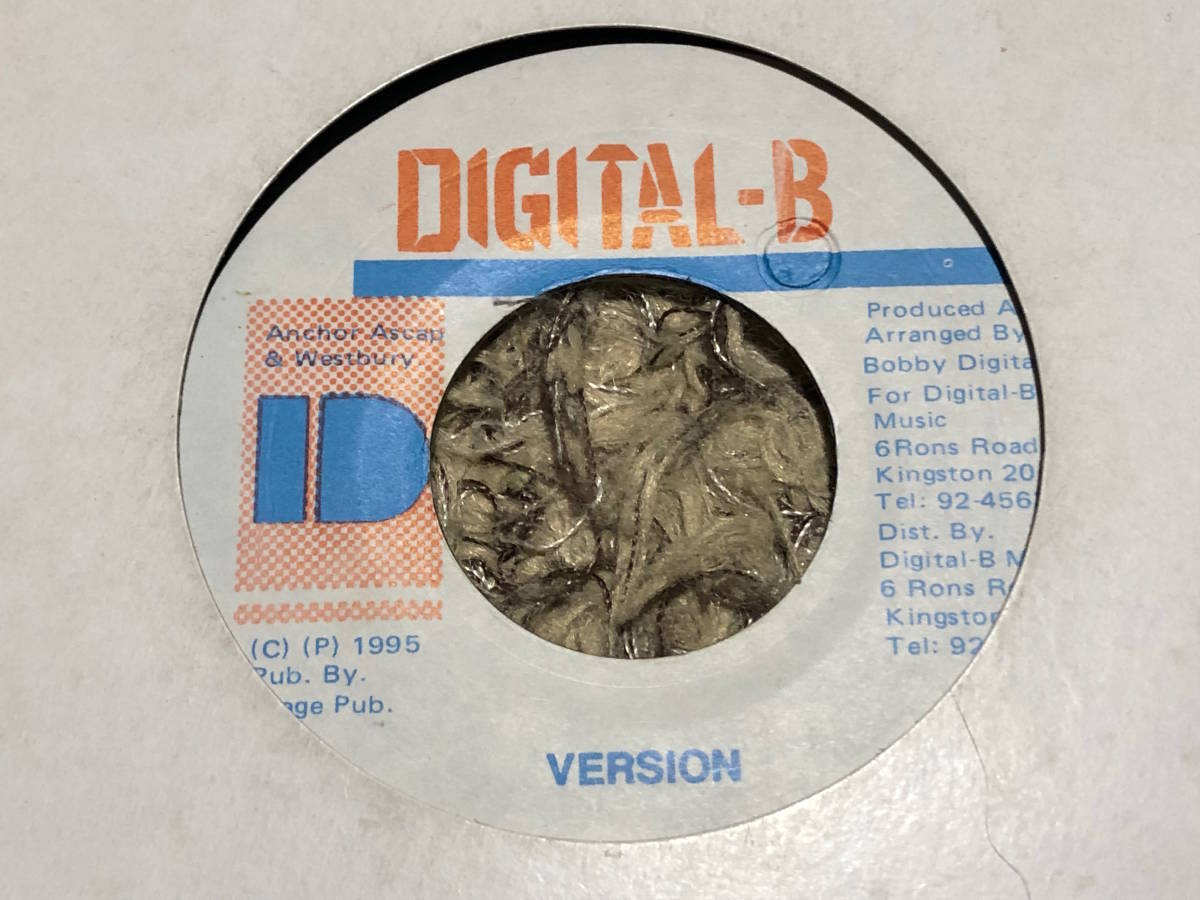 DIGITAL-B
Anchor Ascap
& Westbury
ID
(C) (P) 1995
Pub. By.
Pub.
Produced
Arranged By
Bobby Digita
For Digital-B
Music
6Rons Road
Kingston 20
Tel: 92-456
Dist. By.
Digital-B
6 Rons
Kingston
Tel: 92
VERSION